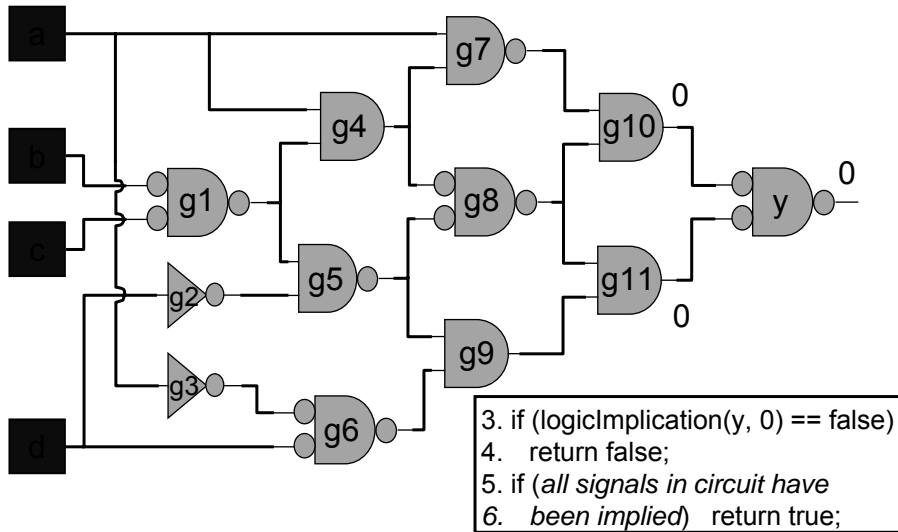 a
g7
0
g10
g4
b
g1
g8
0
y
c
g5
g2
g11
0
g9
g3
g6
d
3. if (logicImplication(y, 0) == false)
4. return false;
5. if (all signals in circuit have
6. been implied) return true;